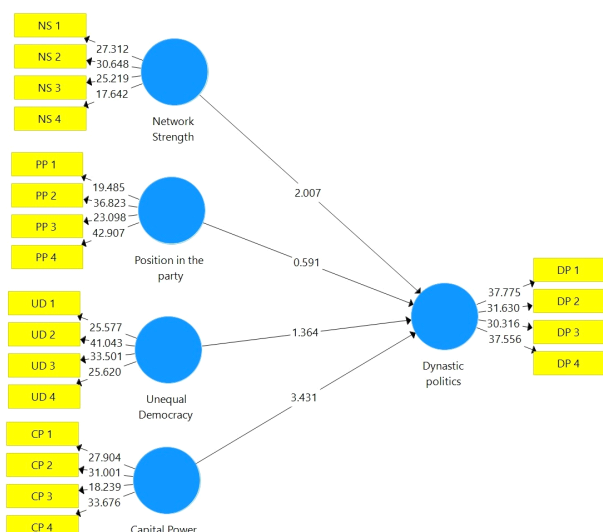 NS 1
NS 2
NS 3
NS 4
27.312
30.648
25.219
17.642
Network
Strength
PP 1
PP 2
PP 3
PP 4
19.485
36.823
23.098
42.907
Position in the
party
UD 1
UD 2
UD 3
UD 4
25.577
41.043
33.501
25.620
Unequal
Democracy
CP 1
CP 2
CP 3
CP 4
27.904
31.001
18.239
33.676
Capital Power
2.007
0.591
1.364
3.431
Dynastic
politics
37.775
31.630
30.316
37.556
DP 1
DP 2
DP 3
DP 4